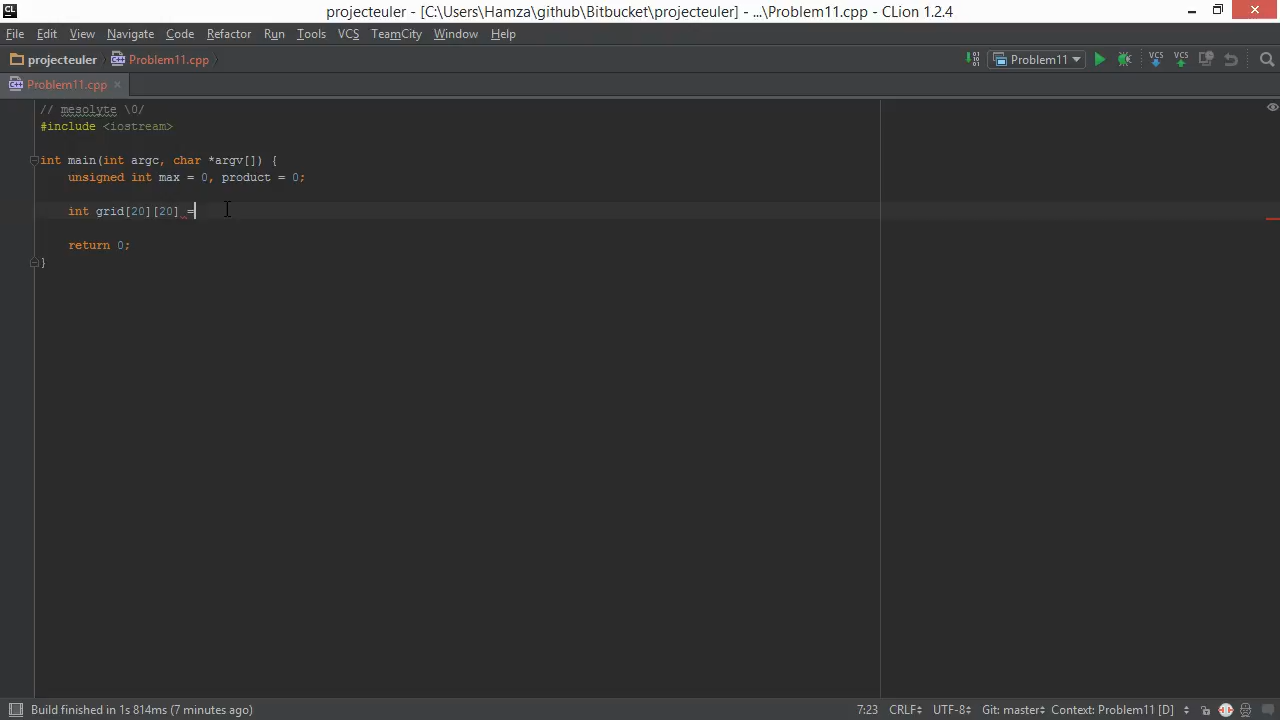 projecteuler - [C:\Users\Hamza\github\Bitbucket\projecteuler] - ...\Problem11.cpp - CLion 1.2.4
File Edit View Navigate Code Refactor Run Tools VCS TeamCity Window Help
projecteuler Problem11.cpp Problem11 VCS VCS
Problem11.cpp
// mesolyte \0/
#include <iostream>
int main(int argc, char *argv[]) {
unsigned int max = 0, product = 0;
int grid[20][20] =
return 0;
}
Build finished in 1s 814ms (7 minutes ago) 7:23 CRLF UTF-8 Git: master Context: Problem11 [D]